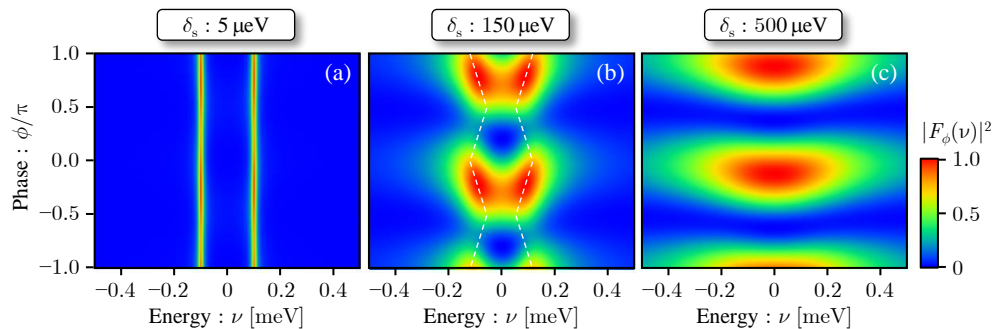 δs : 5 μeV
δs : 150 μeV
δs : 500 μeV
(a)
(b)
(c)
Phase : ϕ/π
1.0
0.5
0.0
−0.5
−1.0
−0.4 −0.2 0 0.2 0.4
−0.4 −0.2 0 0.2 0.4
−0.4 −0.2 0 0.2 0.4
Energy : ν [meV]
Energy : ν [meV]
Energy : ν [meV]
|Fϕ(ν)|²
1.0
0.5
0